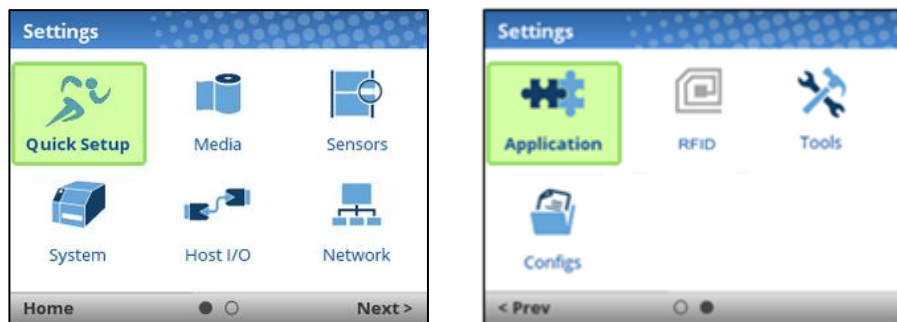 Settings
Quick Setup Media Sensors
System Host I/O Network
Home Next >
Settings
Application RFID Tools
Configs
< Prev